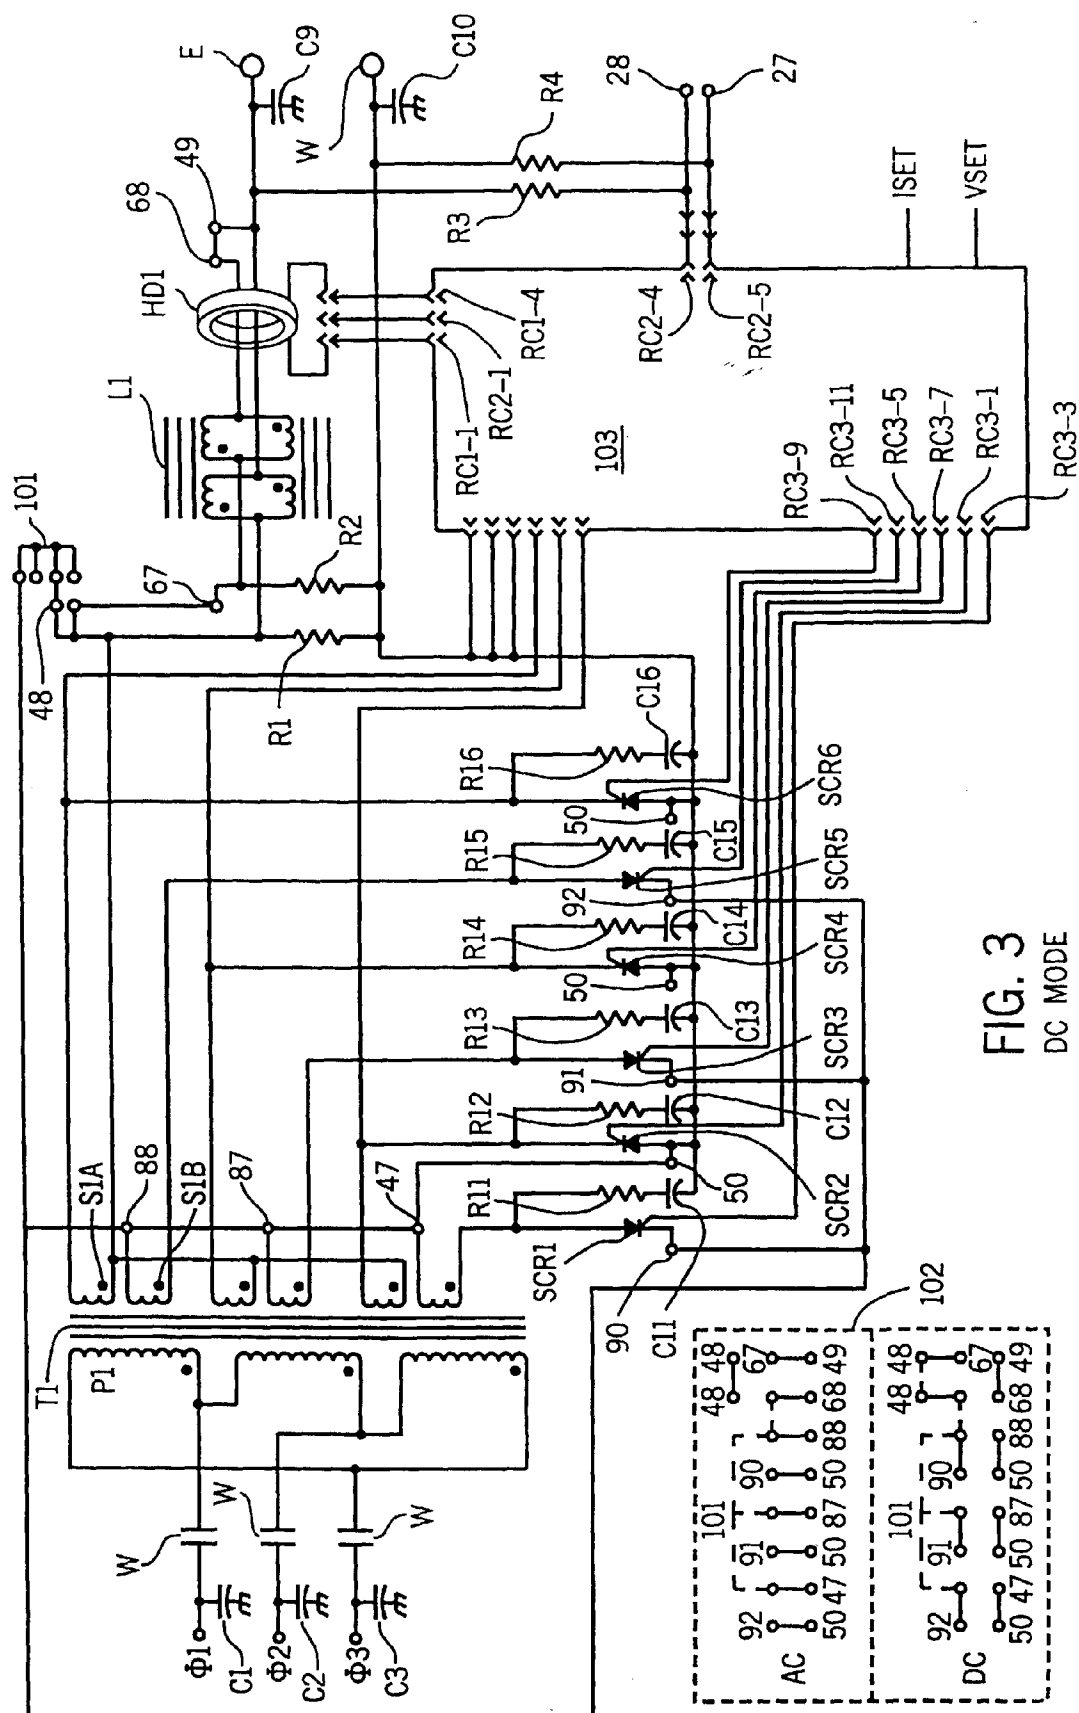 E
C9
W
C10
49
68
HD1
R4
R3
28
27
ISET
VSET
L1
RC1-4
RC2-1
RC1-1
RC2-4
RC2-5
103
RC3-9
RC3-11
RC3-5
RC3-7
RC3-1
RC3-3
101
67
48
R2
R1
R16
C16
SCR6
50
R15
C15
SCR5
92
R14
C14
SCR4
50
R13
C13
SCR3
91
R12
C12
SCR2
50
R11
C11
SCR1
90
S1A
88
S1B
87
47
T1
P1
W
W
W
Φ1
C1
Φ2
C2
Φ3
C3
102
AC
92
101
91
90
48
48
67
50
47
50
87
50
88
68
49
DC
92
101
91
90
48
48
67
50
47
50
87
50
88
68
49
FIG. 3
DC MODE